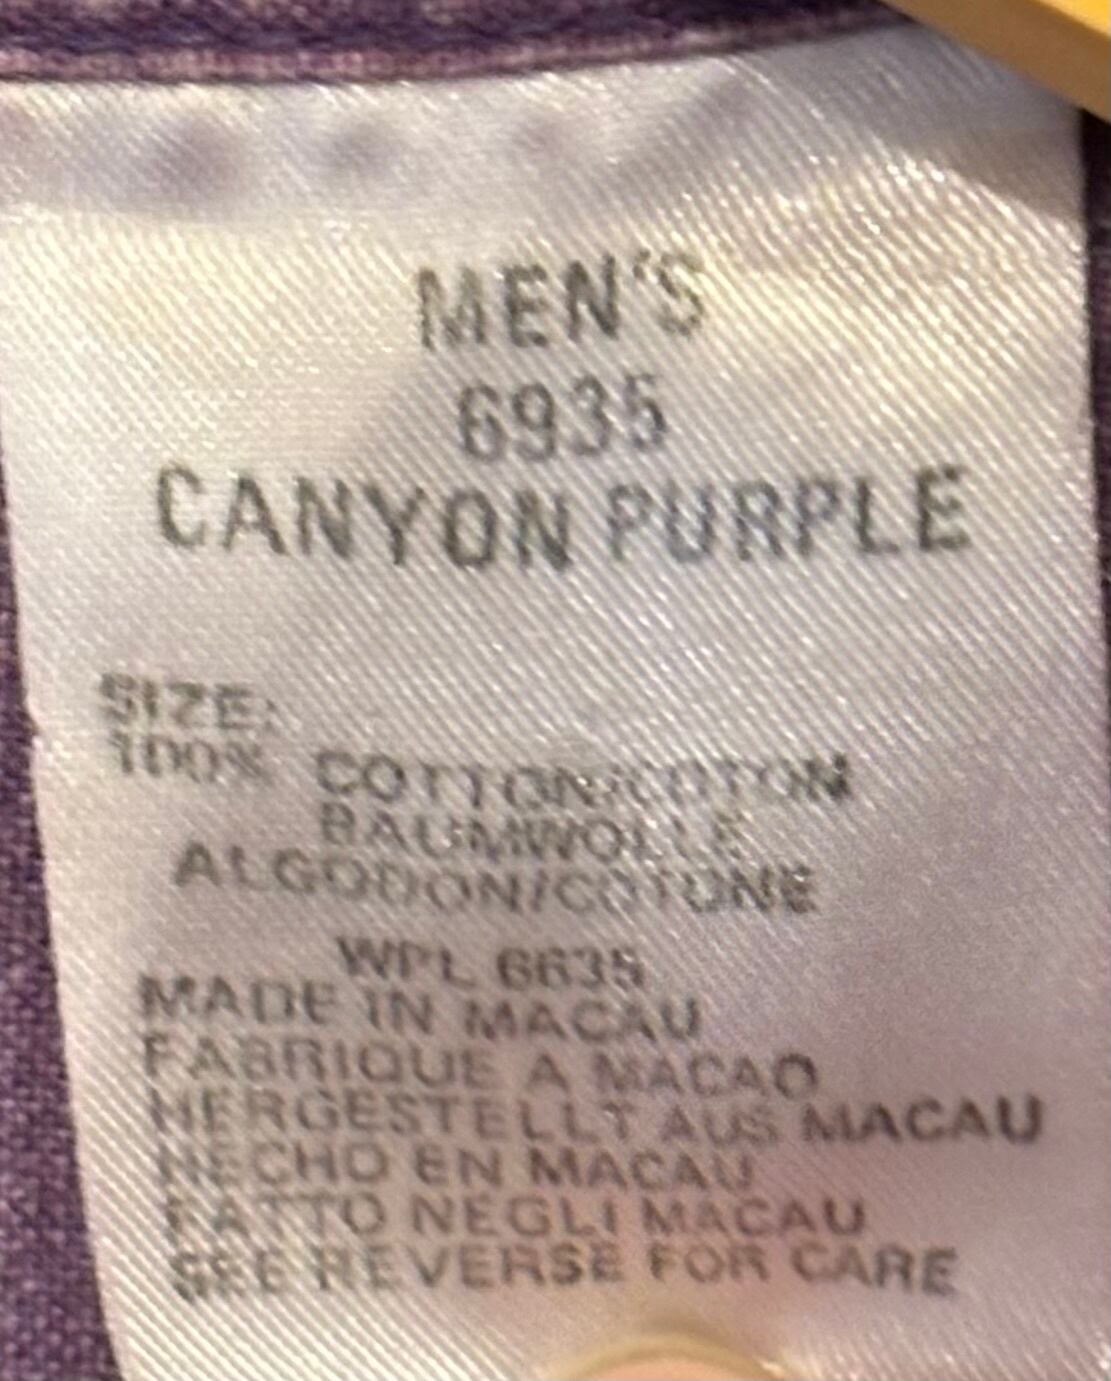 MEN'S
6935
CANYON PURPLE
SIZE:
100% COTTON/COTON
BAUMWOLLE
ALGODON/COTONE
WPL 6635
MADE IN MACAU
FABRIQUE A MACAO
HERGESTELLT AUS MACAU
HECHO EN MACAU
FATTO NEGLI MACAU
SEE REVERSE FOR CARE